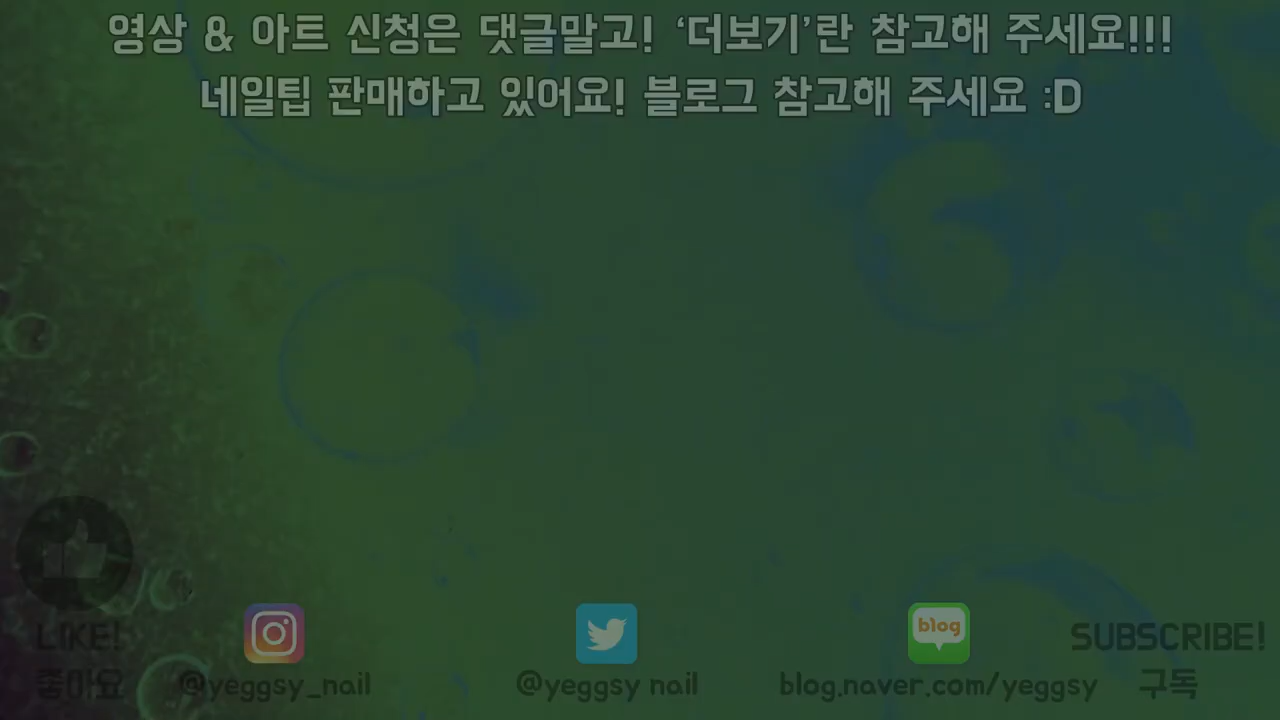 영상 & 아트 신청은 댓글말고! ‘더보기’란 참고해 주세요!!!
네일팁 판매하고 있어요! 블로그 참고해 주세요 :D
blog
LIKE!
좋아요
@yeggsy_nail
@yeggsy nail
blog.naver.com/yeggsy
SUBSCRIBE!
구독